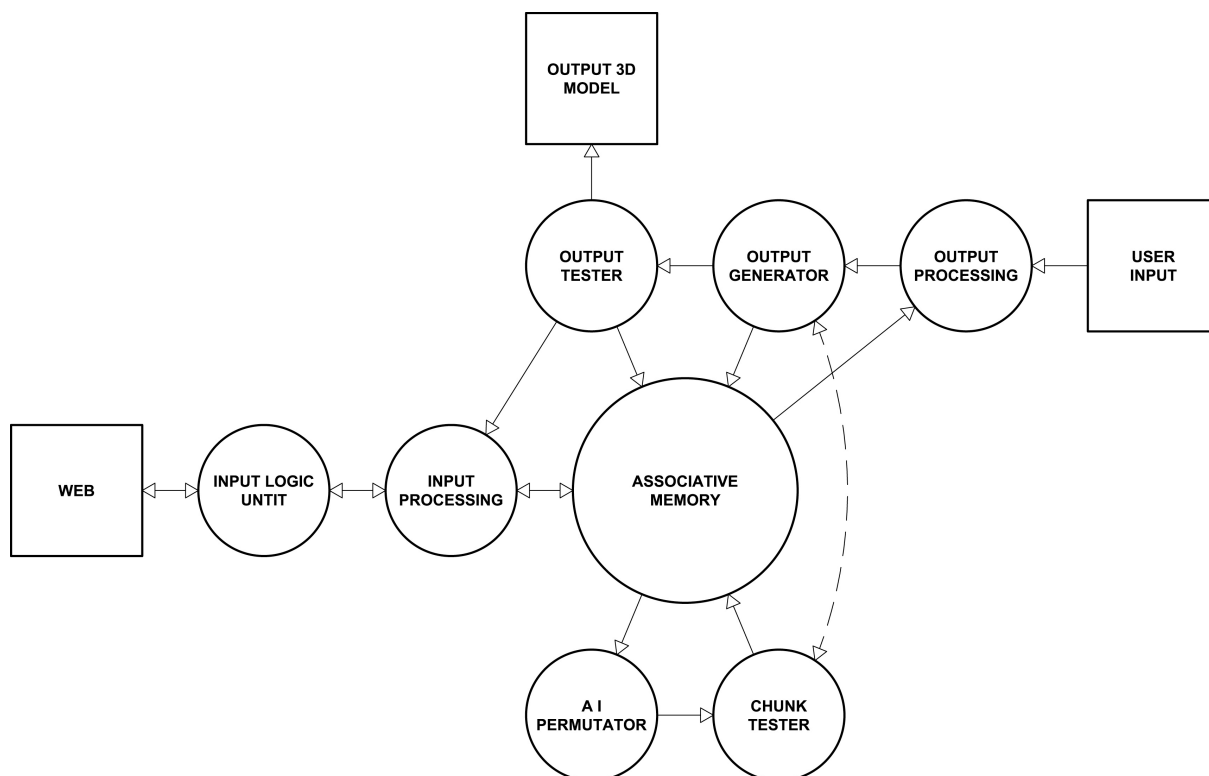 OUTPUT 3D
MODEL
OUTPUT
TESTER
OUTPUT
GENERATOR
OUTPUT
PROCESSING
USER
INPUT
WEB
INPUT LOGIC
UNTIT
INPUT
PROCESSING
ASSOCIATIVE
MEMORY
A I
PERMUTATOR
CHUNK
TESTER